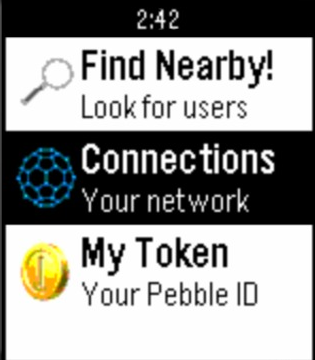 2:42
Find Nearby!
Look for users
Connections
Your network
My Token
Your Pebble ID